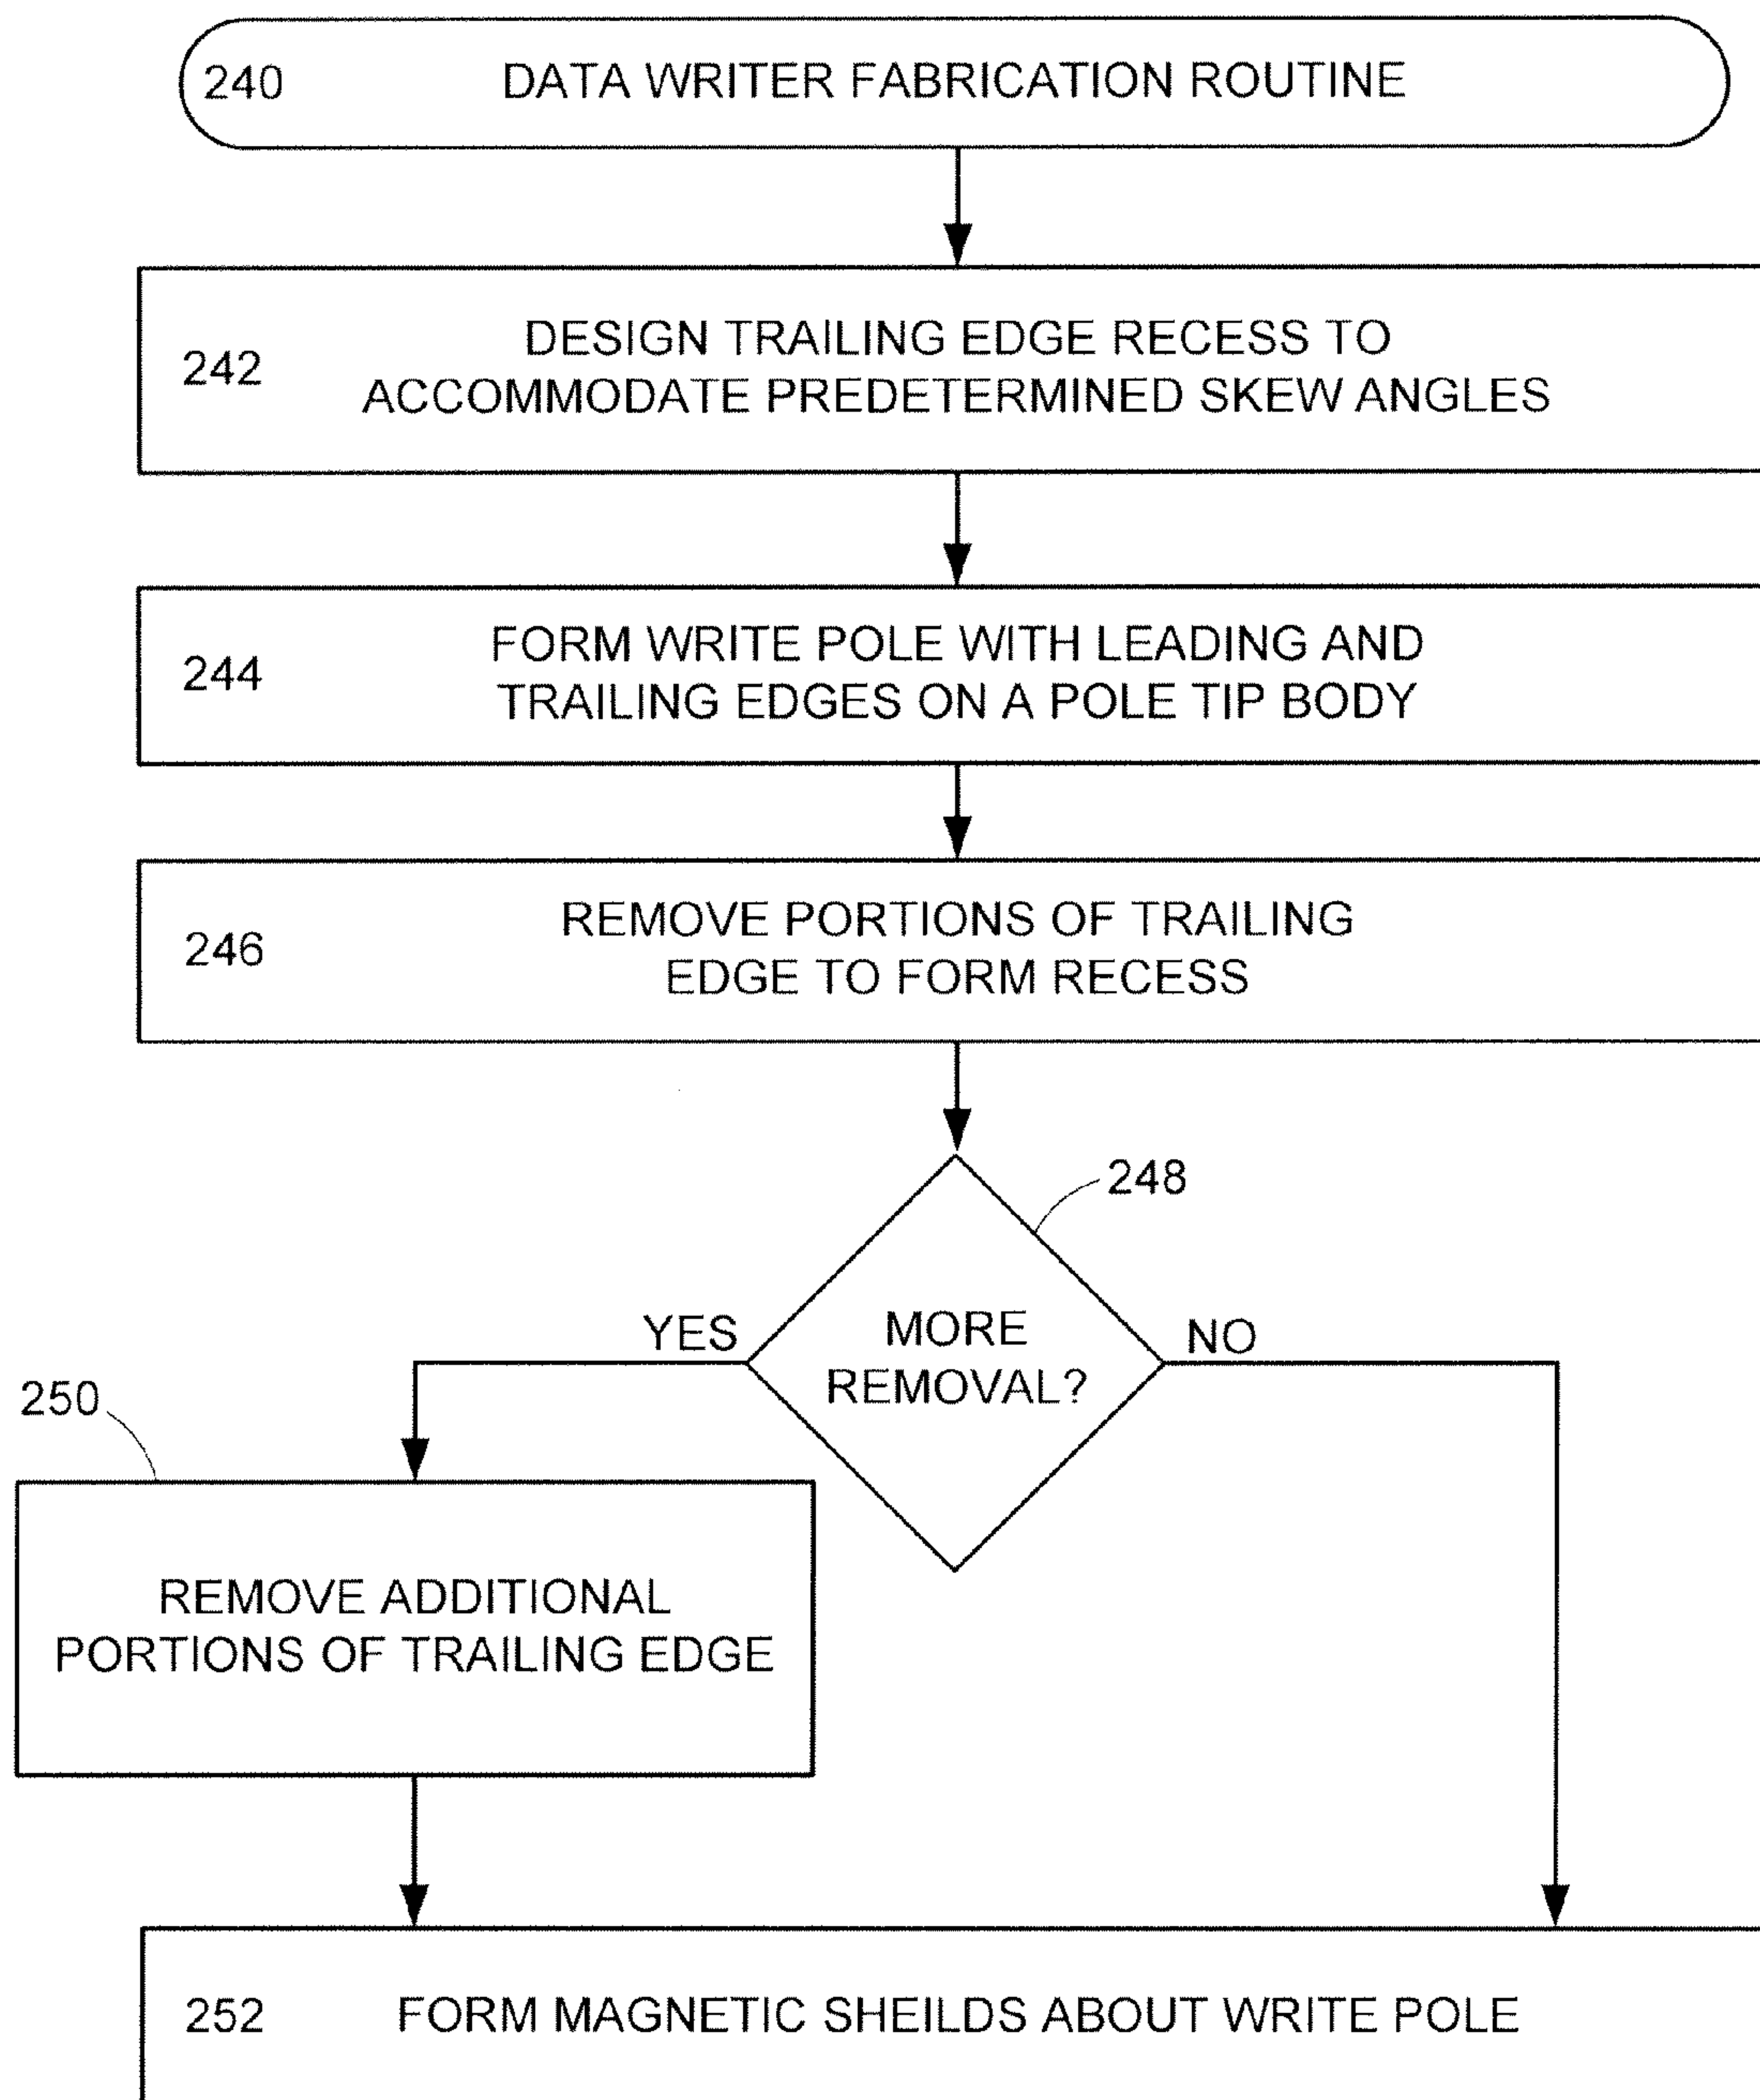 240 DATA WRITER FABRICATION ROUTINE
242
DESIGN TRAILING EDGE RECESS TO
ACCOMMODATE PREDETERMINED SKEW ANGLES
244
FORM WRITE POLE WITH LEADING AND
TRAILING EDGES ON A POLE TIP BODY
246
REMOVE PORTIONS OF TRAILING
EDGE TO FORM RECESS
248
MORE
REMOVAL?
YES
NO
250
REMOVE ADDITIONAL
PORTIONS OF TRAILING EDGE
252 FORM MAGNETIC SHEILDS ABOUT WRITE POLE